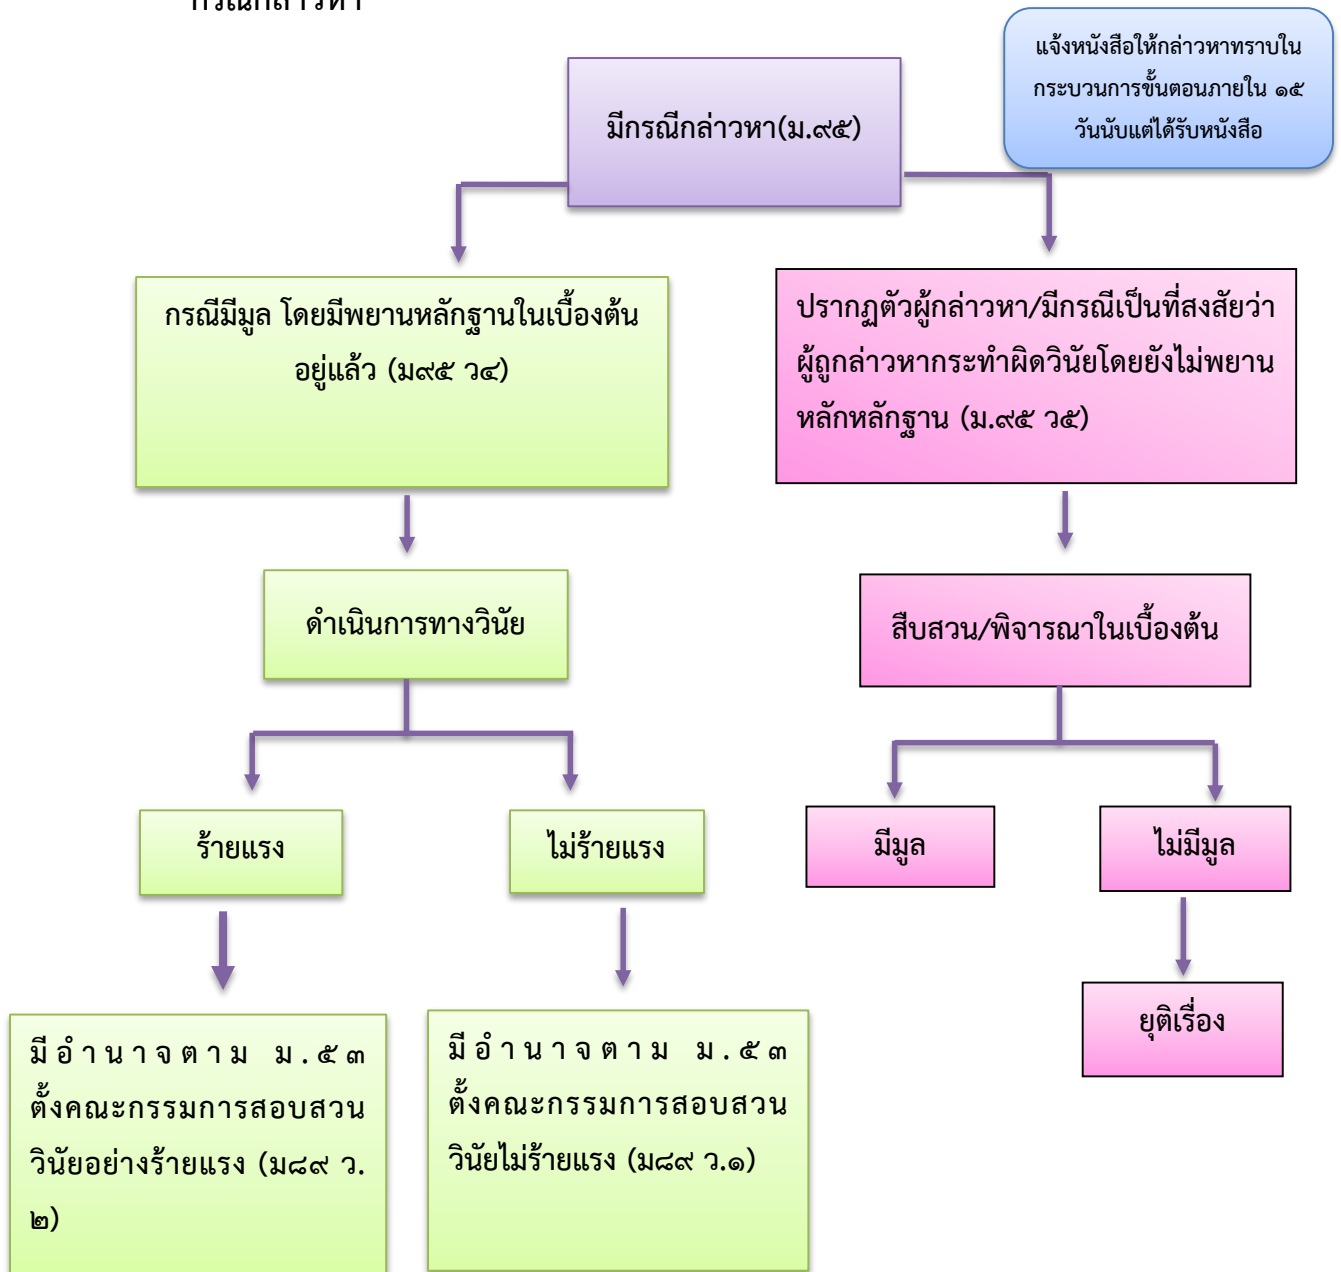 กรณีกล่าวหา
แจ้งหนังสือให้กล่าวหาทราบใน
กระบวนการขั้นตอนภายใน ๑๕
วันนับแต่ได้รับหนังสือ
มีกรณีกล่าวหา(ม.๙๕)
กรณีมีมูล โดยมีพยานหลักฐานในเบื้องต้น
อยู่แล้ว (ม๙๕ ว๔)
ปรากฏตัวผู้กล่าวหา/มีกรณีเป็นที่สงสัยว่า
ผู้ถูกล่าวหากระทำผิดวินัยโดยยังไม่พยาน
หลักหลักฐาน (ม.๙๕ ว๕)
ดำเนินการทางวินัย
สืบสวน/พิจารณาในเบื้องต้น
ร้ายแรง
ไม่ร้ายแรง
มีมูล
ไม่มีมูล
มีอำนาจตาม ม.๕๓
ตั้งคณะกรรมการสอบสวน
วินัยอย่างร้ายแรง (ม๘๙ ว.
๒)
มีอำนาจตาม ม.๕๓
ตั้งคณะกรรมการสอบสวน
วินัยไม่ร้ายแรง (ม๘๙ ว.๑)
ยุติเรื่อง